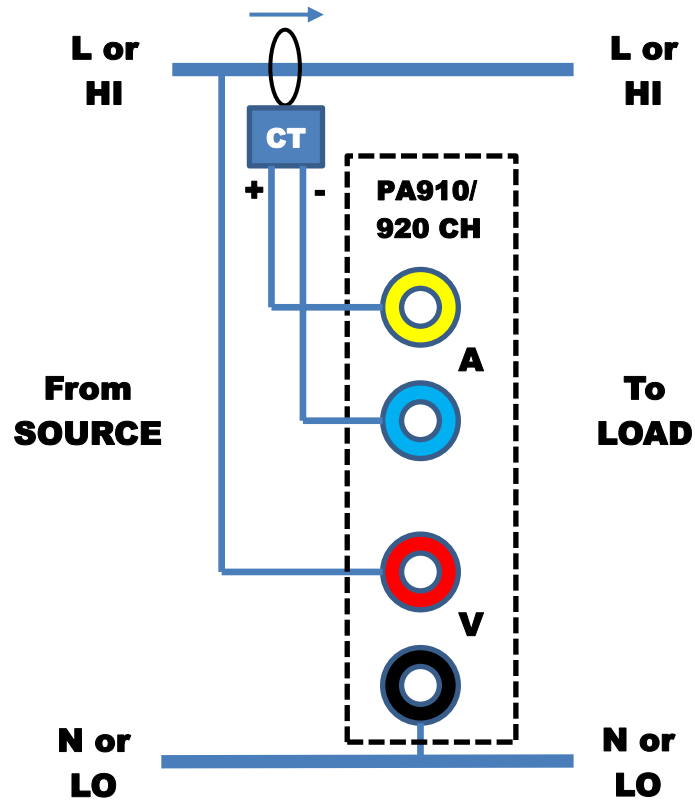 L or
HI
L or
HI
CT
+
-
PA910/
920 CH
A
From
SOURCE
To
LOAD
V
N or
LO
N or
LO